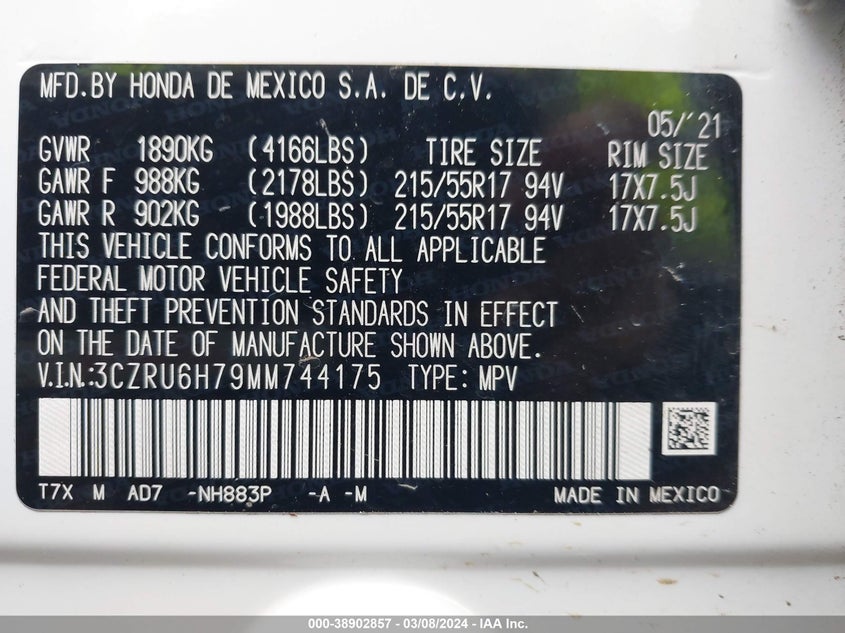 MFD.BY HONDA DE MEXICO S.A. DE C.V.
05/'21
GVWR 1890KG (4166LBS) TIRE SIZE RIM SIZE
GAWR F 988KG (2178LBS) 215/55R17 94V 17X7.5J
GAWR R 902KG (1988LBS) 215/55R17 94V 17X7.5J
THIS VEHICLE CONFORMS TO ALL APPLICABLE
FEDERAL MOTOR VEHICLE SAFETY
AND THEFT PREVENTION STANDARDS IN EFFECT
ON THE DATE OF MANUFACTURE SHOWN ABOVE.
V.I.N.:3CZRU6H79MM744175 TYPE: MPV
T7X M AD7 -NH883P -A -M MADE IN MEXICO
000-38902857 - 03/08/2024 - IAAI.com